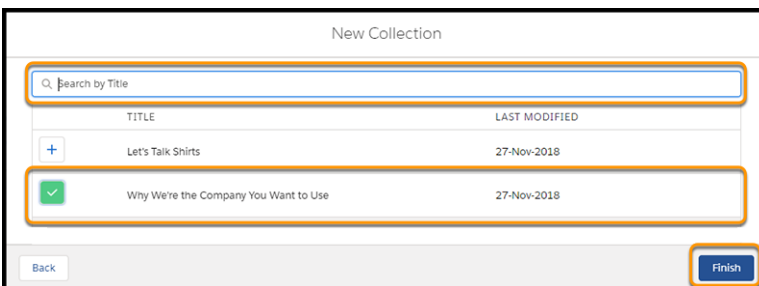 New Collection
Search by Title
TITLE LAST MODIFIED
Let's Talk Shirts 27-Nov-2018
Why We're the Company You Want to Use 27-Nov-2018
Back Finish